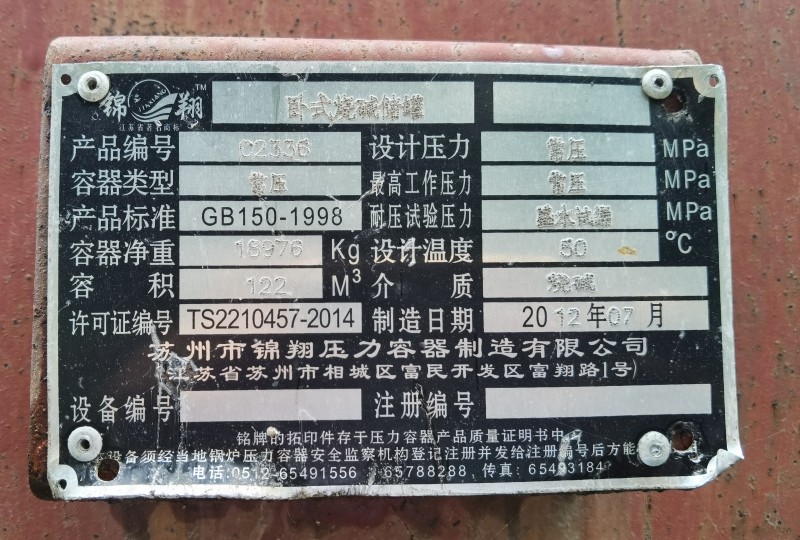 锦 JINXIANG 翔 TM 卧式烧碱储罐
江苏省著名商标
产品编号 C2336 设计压力 常压 MPa
容器类型 常压 最高工作压力 常压 MPa
产品标准 GB150-1998 耐压试验压力 盛水试漏 MPa
容器净重 18976 Kg 设计温度 50 ℃
容 积 122 M³ 介 质 烧碱
许可证编号 TS2210457-2014 制造日期 2012年07月
苏州市锦翔压力容器制造有限公司
(江苏省苏州市相城区富民开发区富翔路1号)
设备编号 注册编号
铭牌的拓印件存于压力容器产品质量证明书中
设备须经当地锅炉压力容器安全监察机构登记注册并发给注册编号后方能
电话:0512-65491556 65788288 传真:65493184